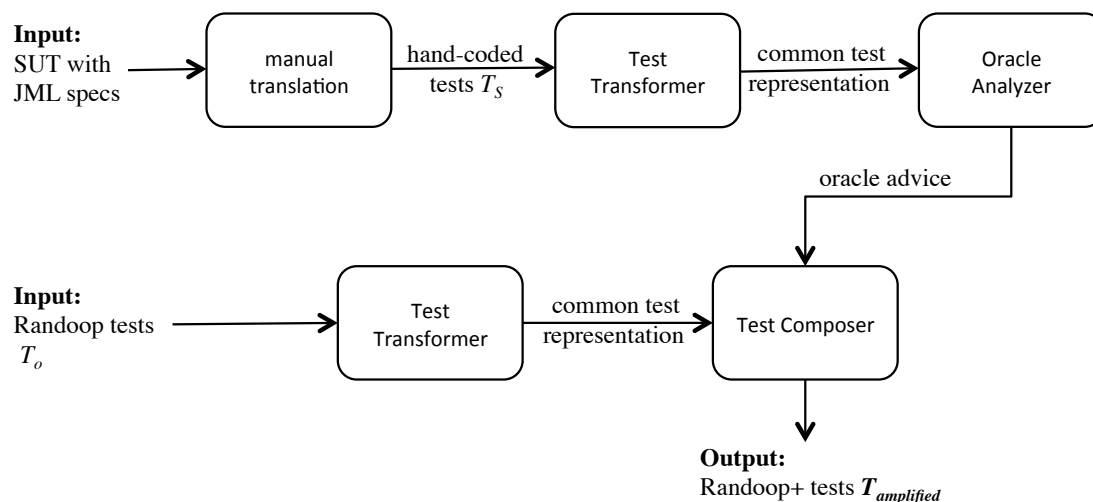 Input:
SUT with
JML specs
manual
translation
hand-coded
tests T_S
Test
Transformer
common test
representation
Oracle
Analyzer
oracle advice
Input:
Randoop tests
T_o
Test
Transformer
common test
representation
Test Composer
Output:
Randoop+ tests T_amplified